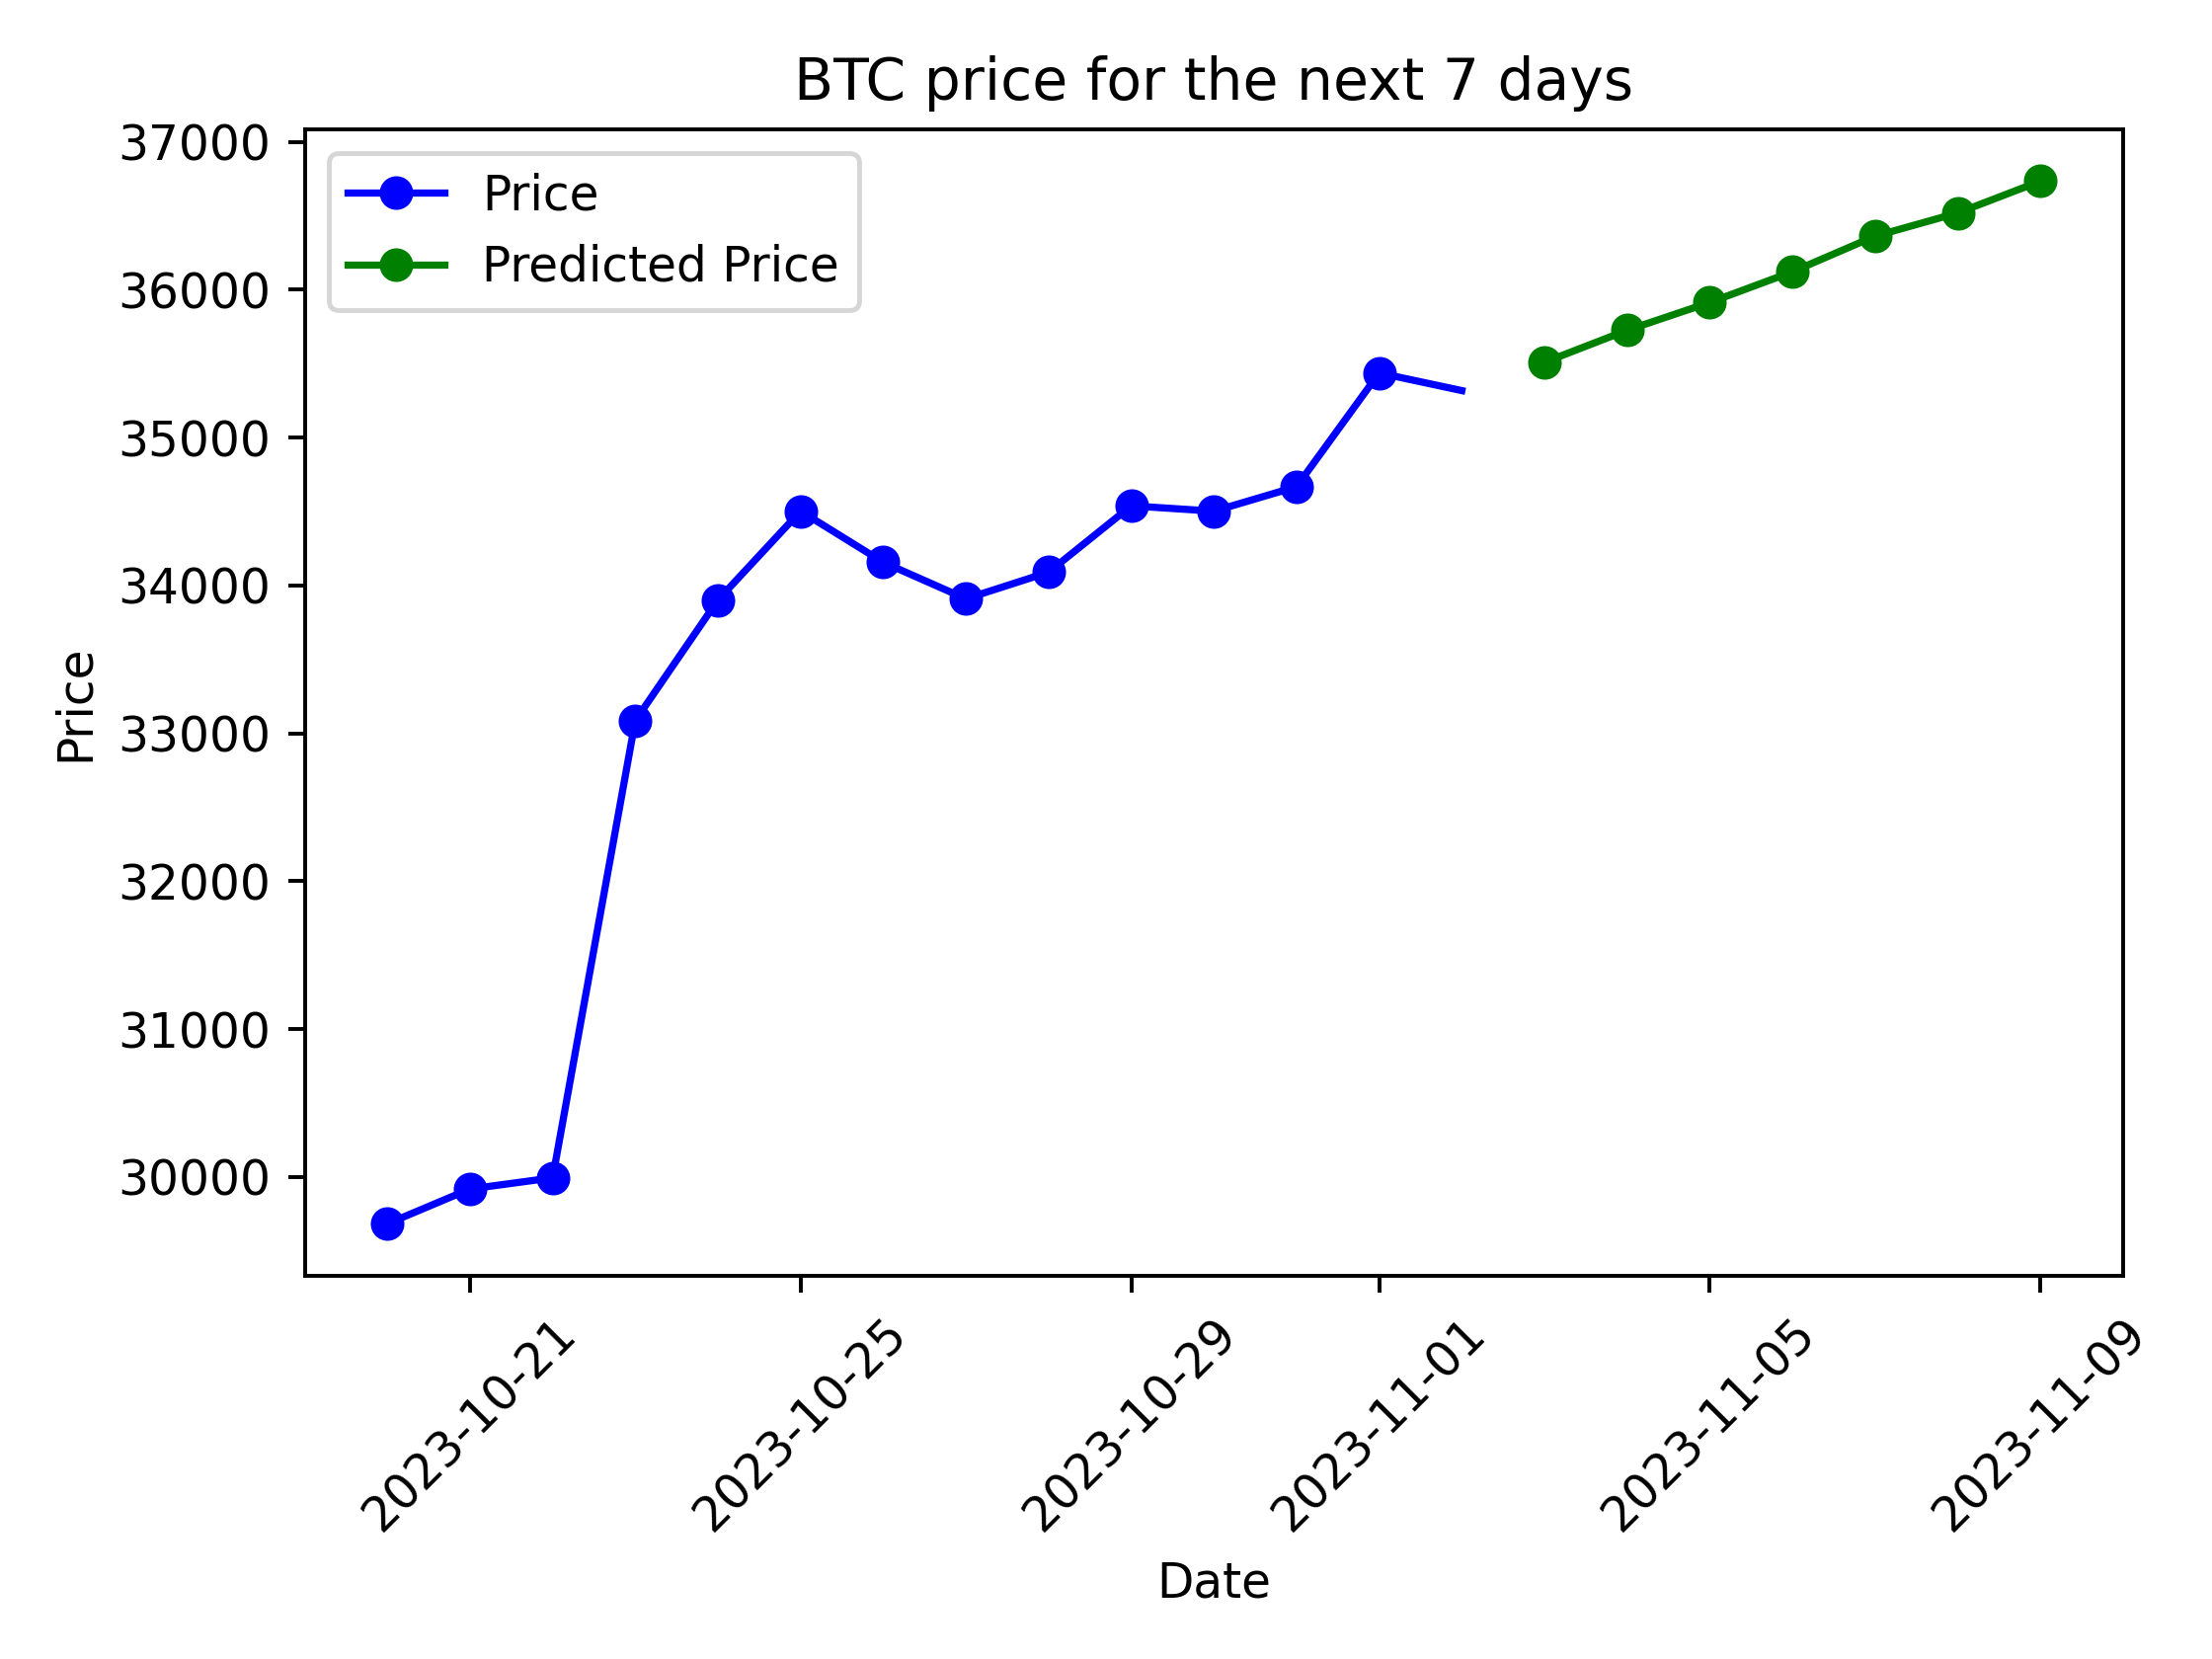 BTC price for the next 7 days
Price
Predicted Price
37000
36000
35000
34000
33000
32000
31000
30000
Price
2023-10-21
2023-10-25
2023-10-29
2023-11-01
2023-11-05
2023-11-09
Date